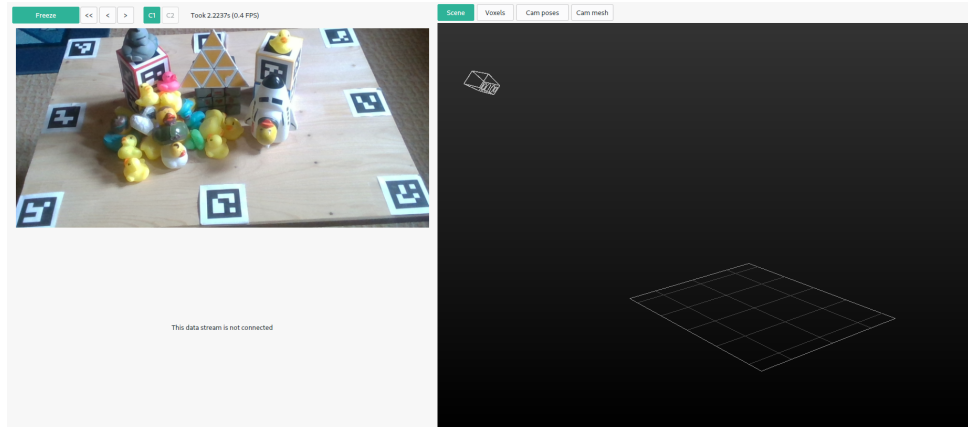 Freeze
<<
<
>
C1
C2
Took 2.2237s (0.4 FPS)
Scene
Voxels
Cam poses
Cam mesh
This data stream is not connected